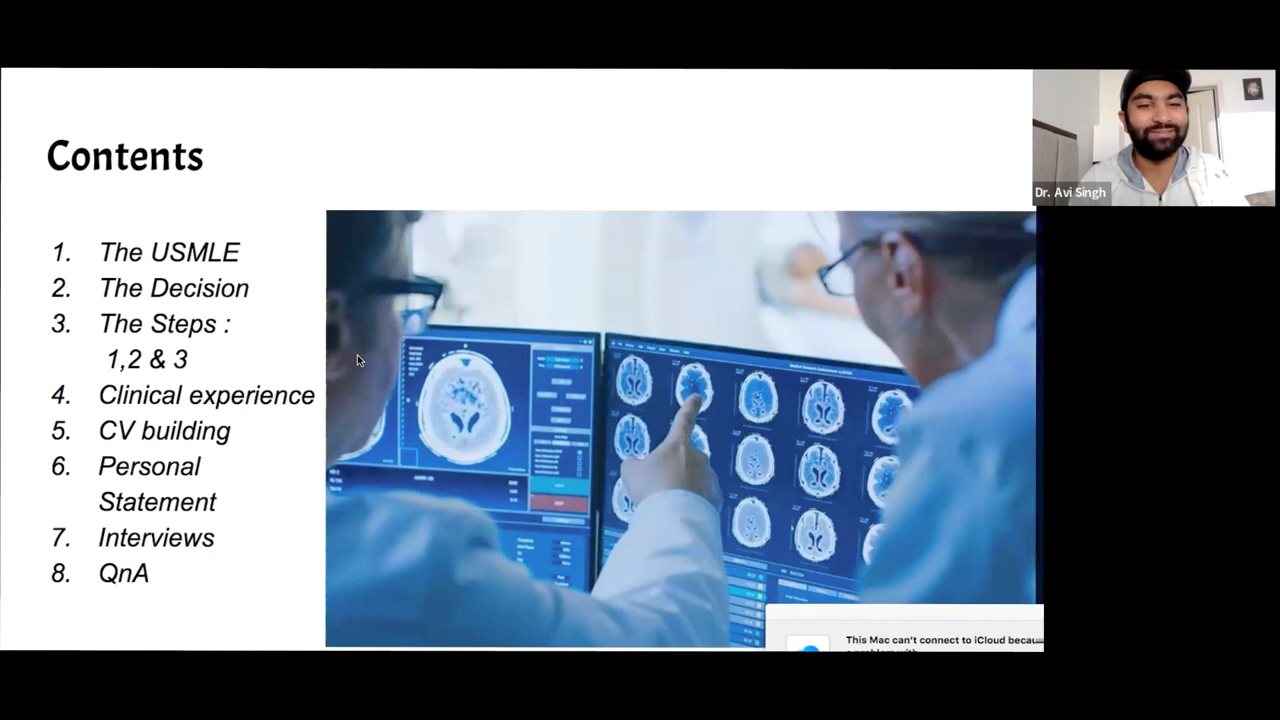 Contents
1. The USMLE
2. The Decision
3. The Steps :
1,2 & 3
4. Clinical experience
5. CV building
6. Personal
Statement
7. Interviews
8. QnA
Dr. Avi Singh
This Mac can't connect to iCloud